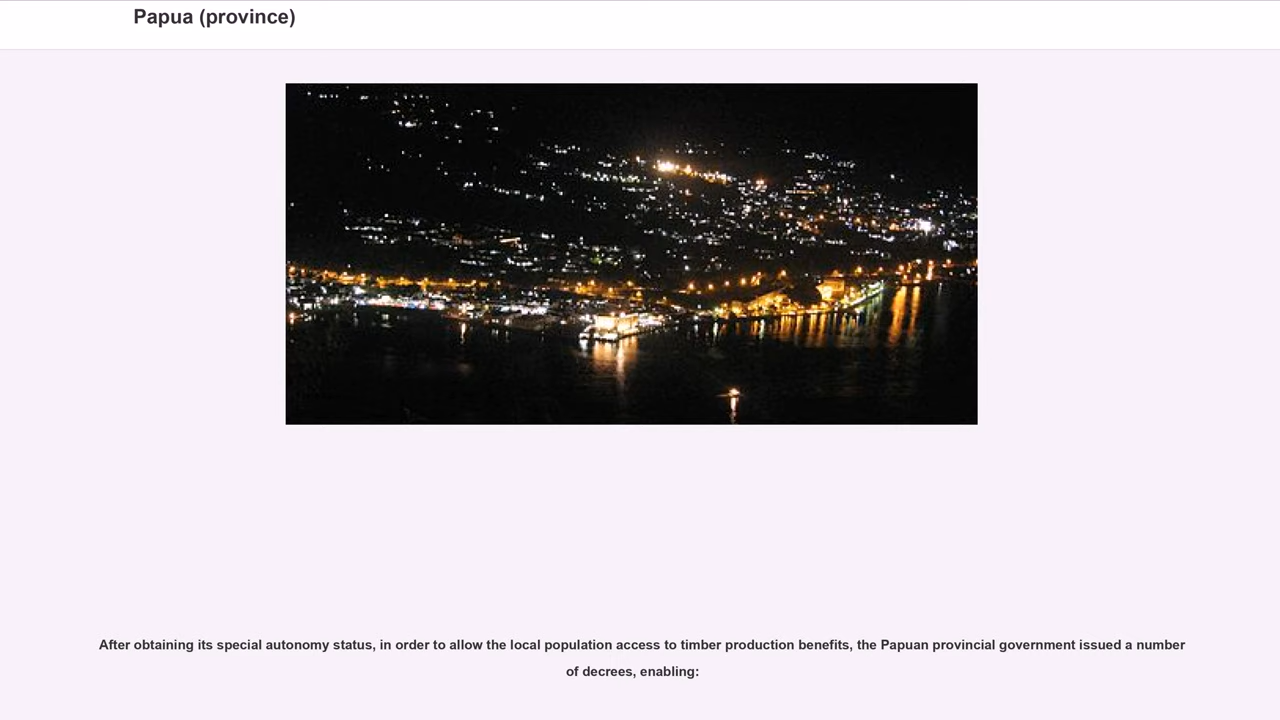 Papua (province)
After obtaining its special autonomy status, in order to allow the local population access to timber production benefits, the Papuan provincial government issued a number
of decrees, enabling: